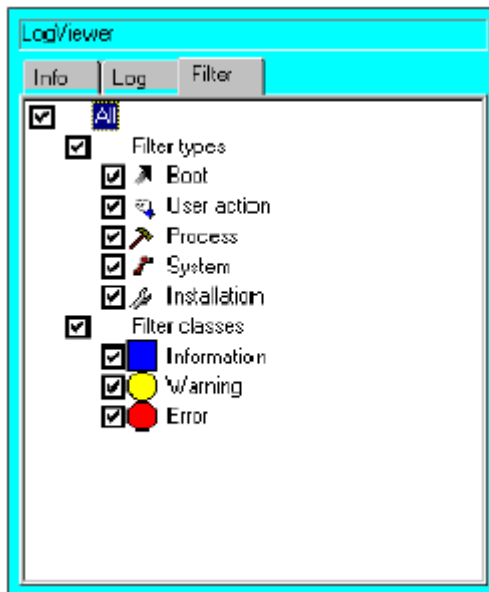 LogViewer
Info Log Filter
All
Filter types
Boot
User action
Process
System
Installation
Filter classes
Information
Warning
Error